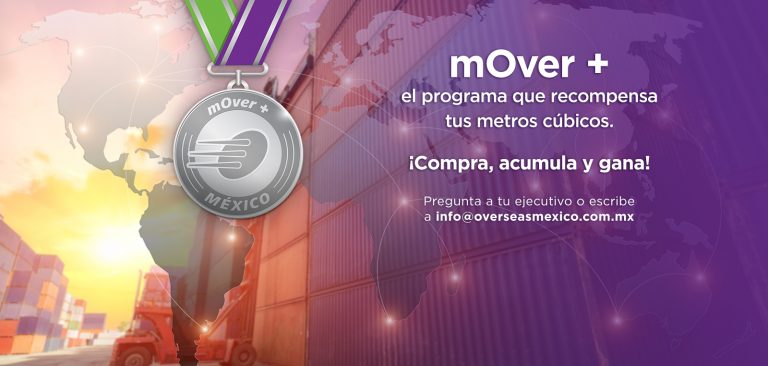 mOver +
MÉXICO
mOver +
el programa que recompensa
tus metros cúbicos.
¡Compra, acumula y gana!
Pregunta a tu ejecutivo o escribe
a info@overseasmexico.com.mx